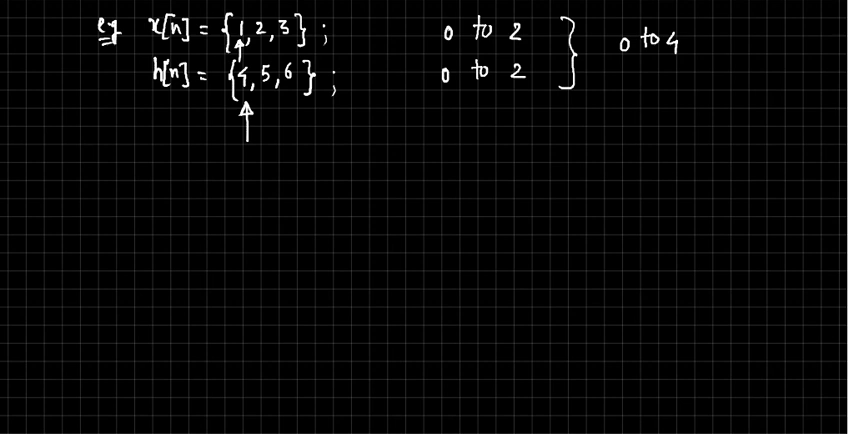 eg x[n] = {1, 2, 3} ; 0 to 2
h[n] = {4, 5, 6} ; 0 to 2
0 to 4